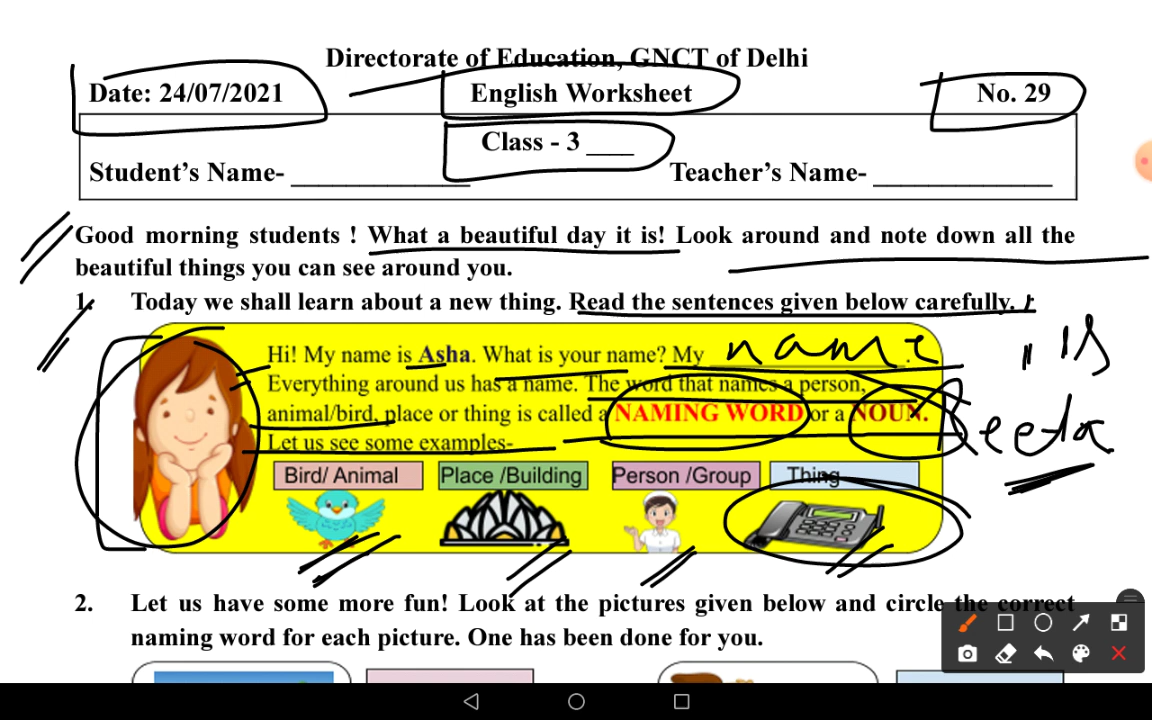 Directorate of Education, GNCT of Delhi
Date: 24/07/2021 English Worksheet No. 29
Class - 3 ____
Student's Name- ______________ Teacher's Name- ______________
Good morning students ! What a beautiful day it is! Look around and note down all the
beautiful things you can see around you.
1. Today we shall learn about a new thing. Read the sentences given below carefully.
Hi! My name is Asha. What is your name? My name is
Everything around us has a name. The word that names a person,
animal/bird, place or thing is called a NAMING WORD or a NOUN. Reeta
Let us see some examples-
Bird/ Animal Place /Building Person /Group Thing
2. Let us have some more fun! Look at the pictures given below and circle the correct
naming word for each picture. One has been done for you.